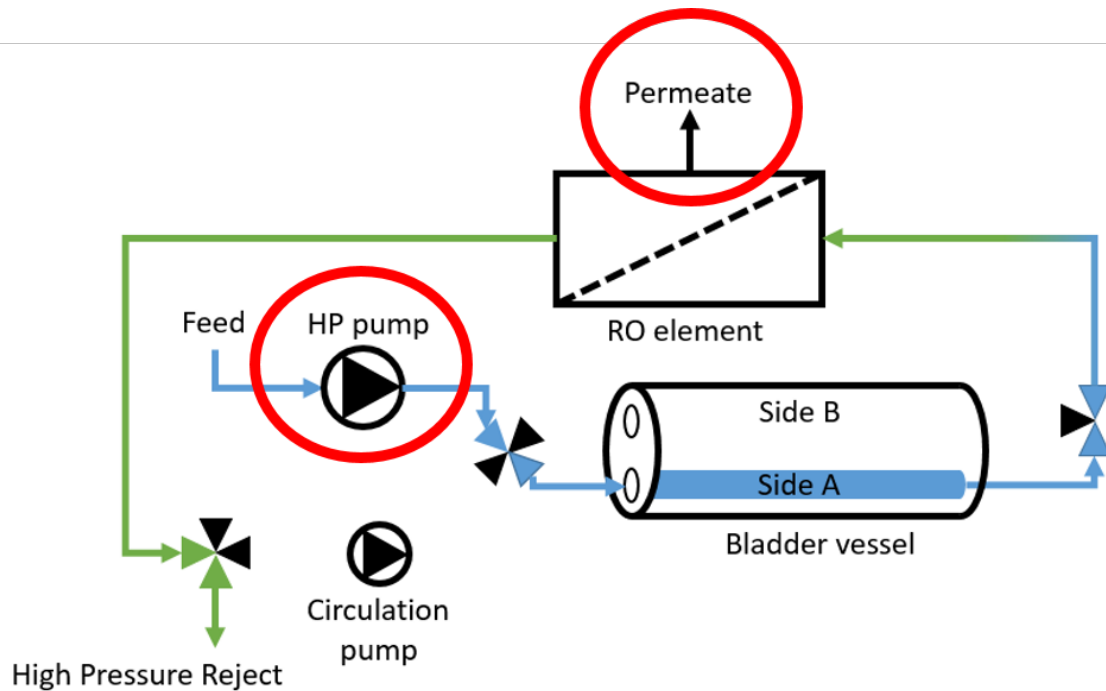 Permeate
RO element
Feed
HP pump
Side B
Side A
Bladder vessel
Circulation
pump
High Pressure Reject